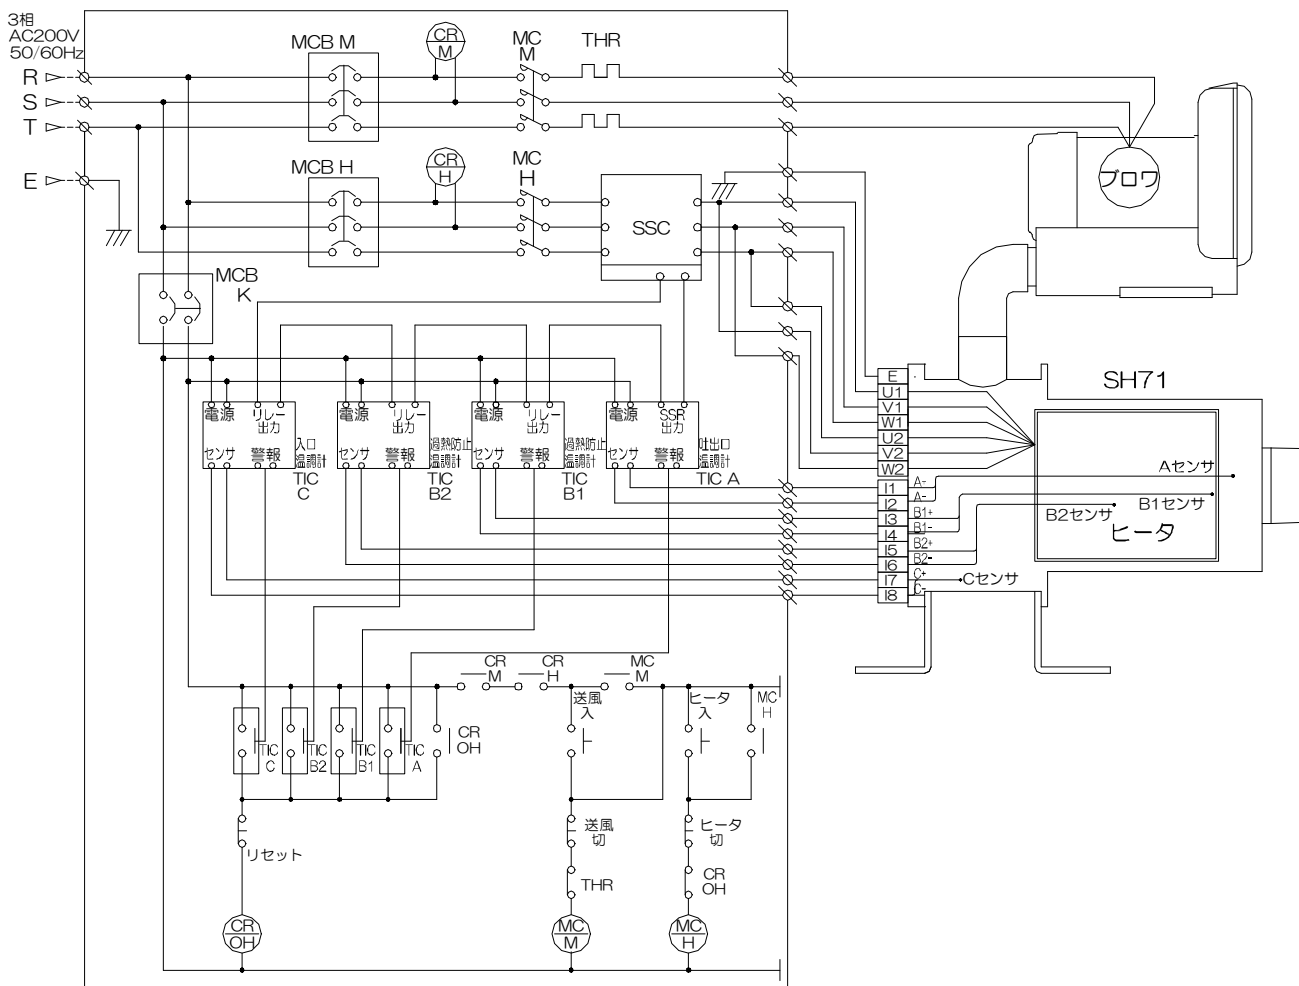 3相
AC200V
50/60Hz
R
S
T
E
MCB M
CR
M
MC
M
THR
MCB H
CR
H
MC
H
SSC
MCB
K
ブロワ
SH71
電源
リレー
出力
センサ
警報
入口
温調計
TIC
C
電源
リレー
出力
センサ
警報
過熱防止
温調計
TIC
B2
電源
リレー
出力
センサ
警報
過熱防止
温調計
TIC
B1
電源
SSR
出力
センサ
警報
吐出口
温調計
TIC A
E
U1
V1
W1
U2
V2
W2
I1
I2
I3
I4
I5
I6
I7
I8
A-
A-
B1+
B1-
B2+
B2-
C+
C-
Aセンサ
B1センサ
B2センサ
ヒータ
Cセンサ
CR
M
CR
H
MC
M
TIC
C
TIC
B2
TIC
B1
TIC
A
CR
OH
送風
入
ヒータ
入
MC
H
リセット
送風
切
ヒータ
切
THR
CR
OH
CR
OH
MC
M
MC
H